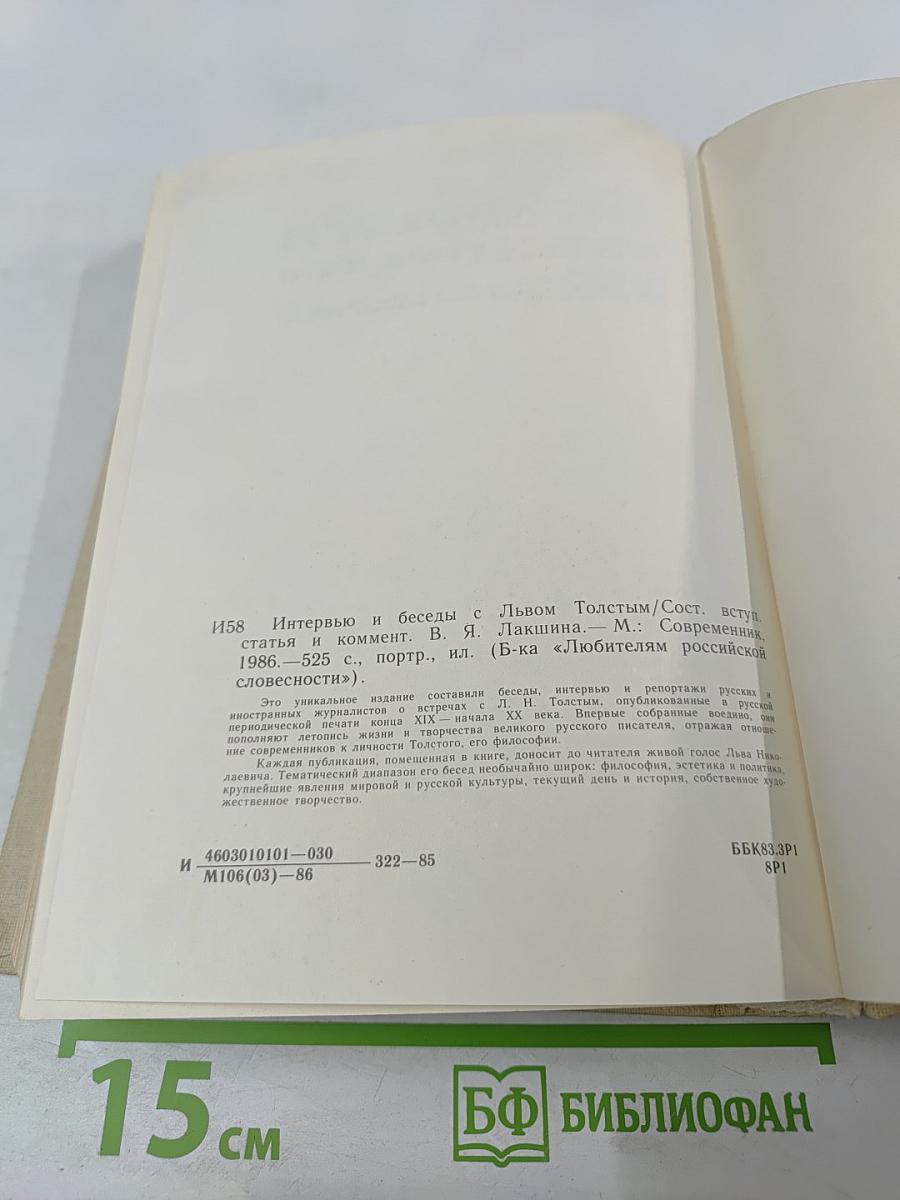 И58 Интервью и беседы с Львом Толстым/Сост. вступ.
статья и коммент. В. Я. Лакшина.— М.: Современник,
1986.—525 с., портр., ил. (Б-ка «Любителям российской
словесности»).
Это уникальное издание составили беседы, интервью и репортажи русских и
иностранных журналистов о встречах с Л. Н. Толстым, опубликованные в русской
периодической печати конца XIX — начала XX века. Впервые собранные воедино, они
пополняют летопись жизни и творчества великого русского писателя, отражая отноше-
ние современников к личности Толстого, его философии.
Каждая публикация, помещенная в книге, доносит до читателя живой голос Льва Нико-
лаевича. Тематический диапазон его бесед необычайно широк: философия, эстетика и политика,
крупнейшие явления мировой и русской культуры, текущий день и история, собственное худо-
жественное творчество.
И 4603010101—030
М106(03)—86 322—85
ББК83.3Р1
8Р1
15 см
БФ БИБЛИОФАН